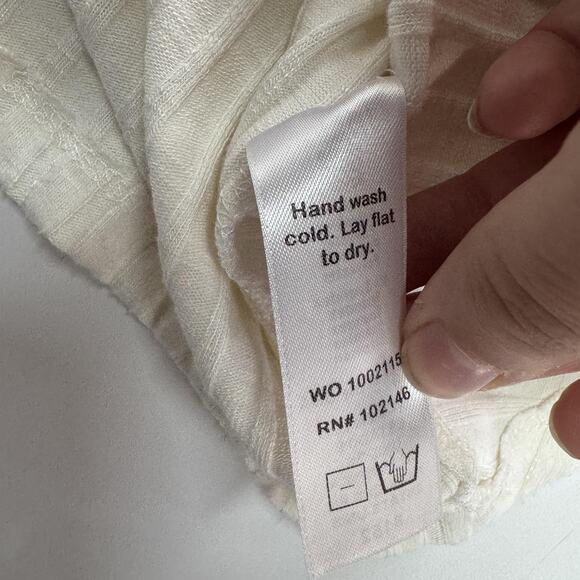 Hand wash
cold. Lay flat
to dry.
WO 1002115
RN# 102146